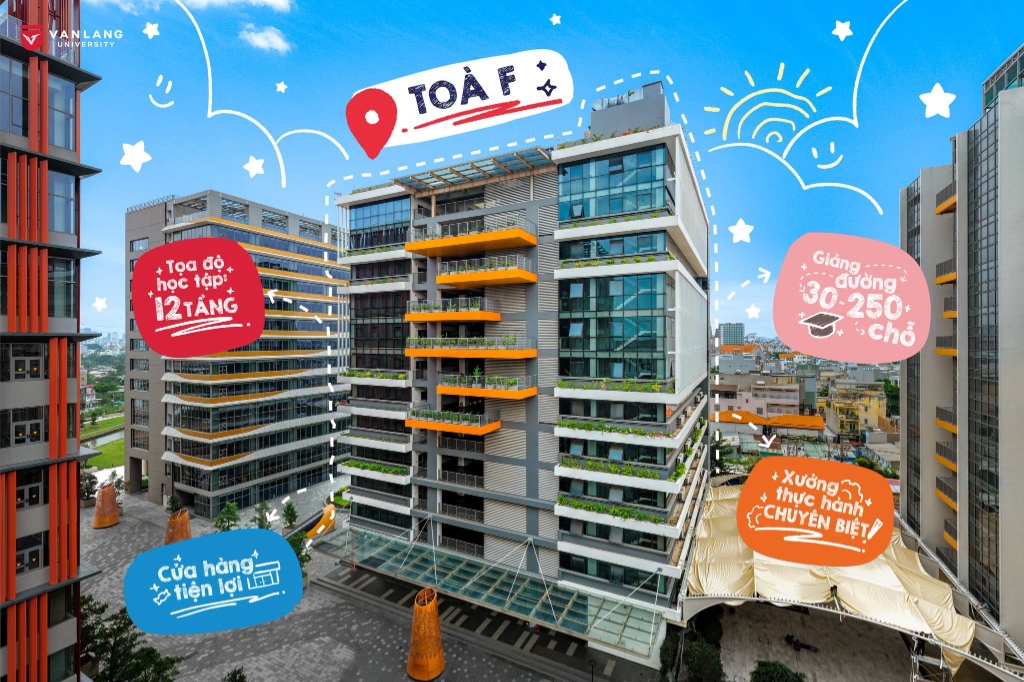 VANLANG
UNIVERSITY
TOÀ F
Tọa độ
học tập:
12 TẦNG
Giảng
đường
30-250
chỗ
Xưởng
thực hành
CHUYÊN BIỆT!
Cửa hàng
tiện lợi